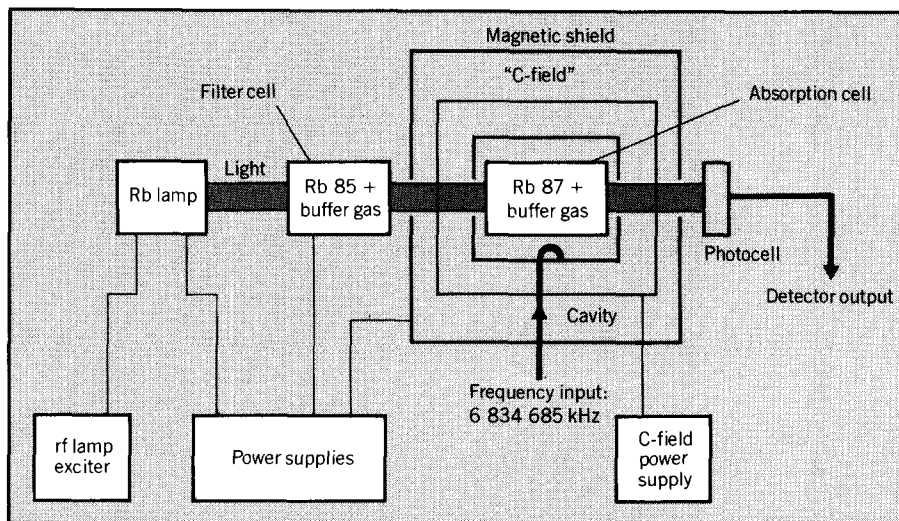 Magnetic shield
"C-field"
Filter cell
Absorption cell
Light
Rb lamp
Rb 85 +
buffer gas
Rb 87 +
buffer gas
Photocell
Detector output
Cavity
Frequency input:
6 834 685 kHz
rf lamp
exciter
Power supplies
C-field
power
supply